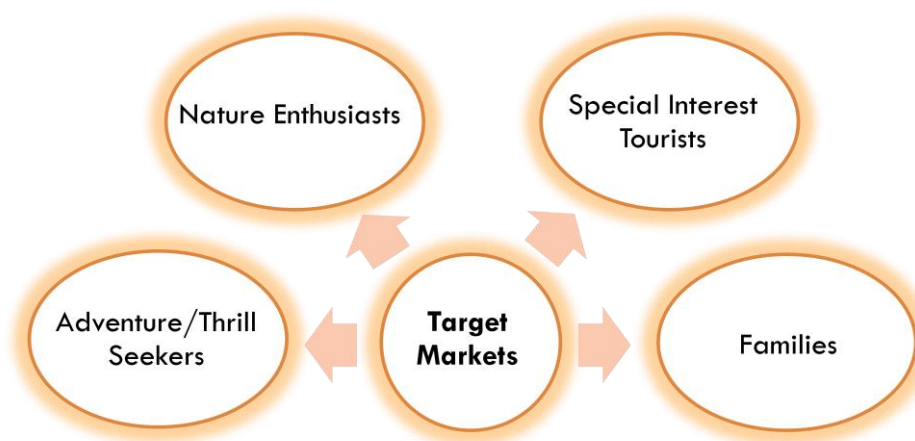 Nature Enthusiasts
Special Interest
Tourists
Adventure/Thrill
Seekers
Target
Markets
Families